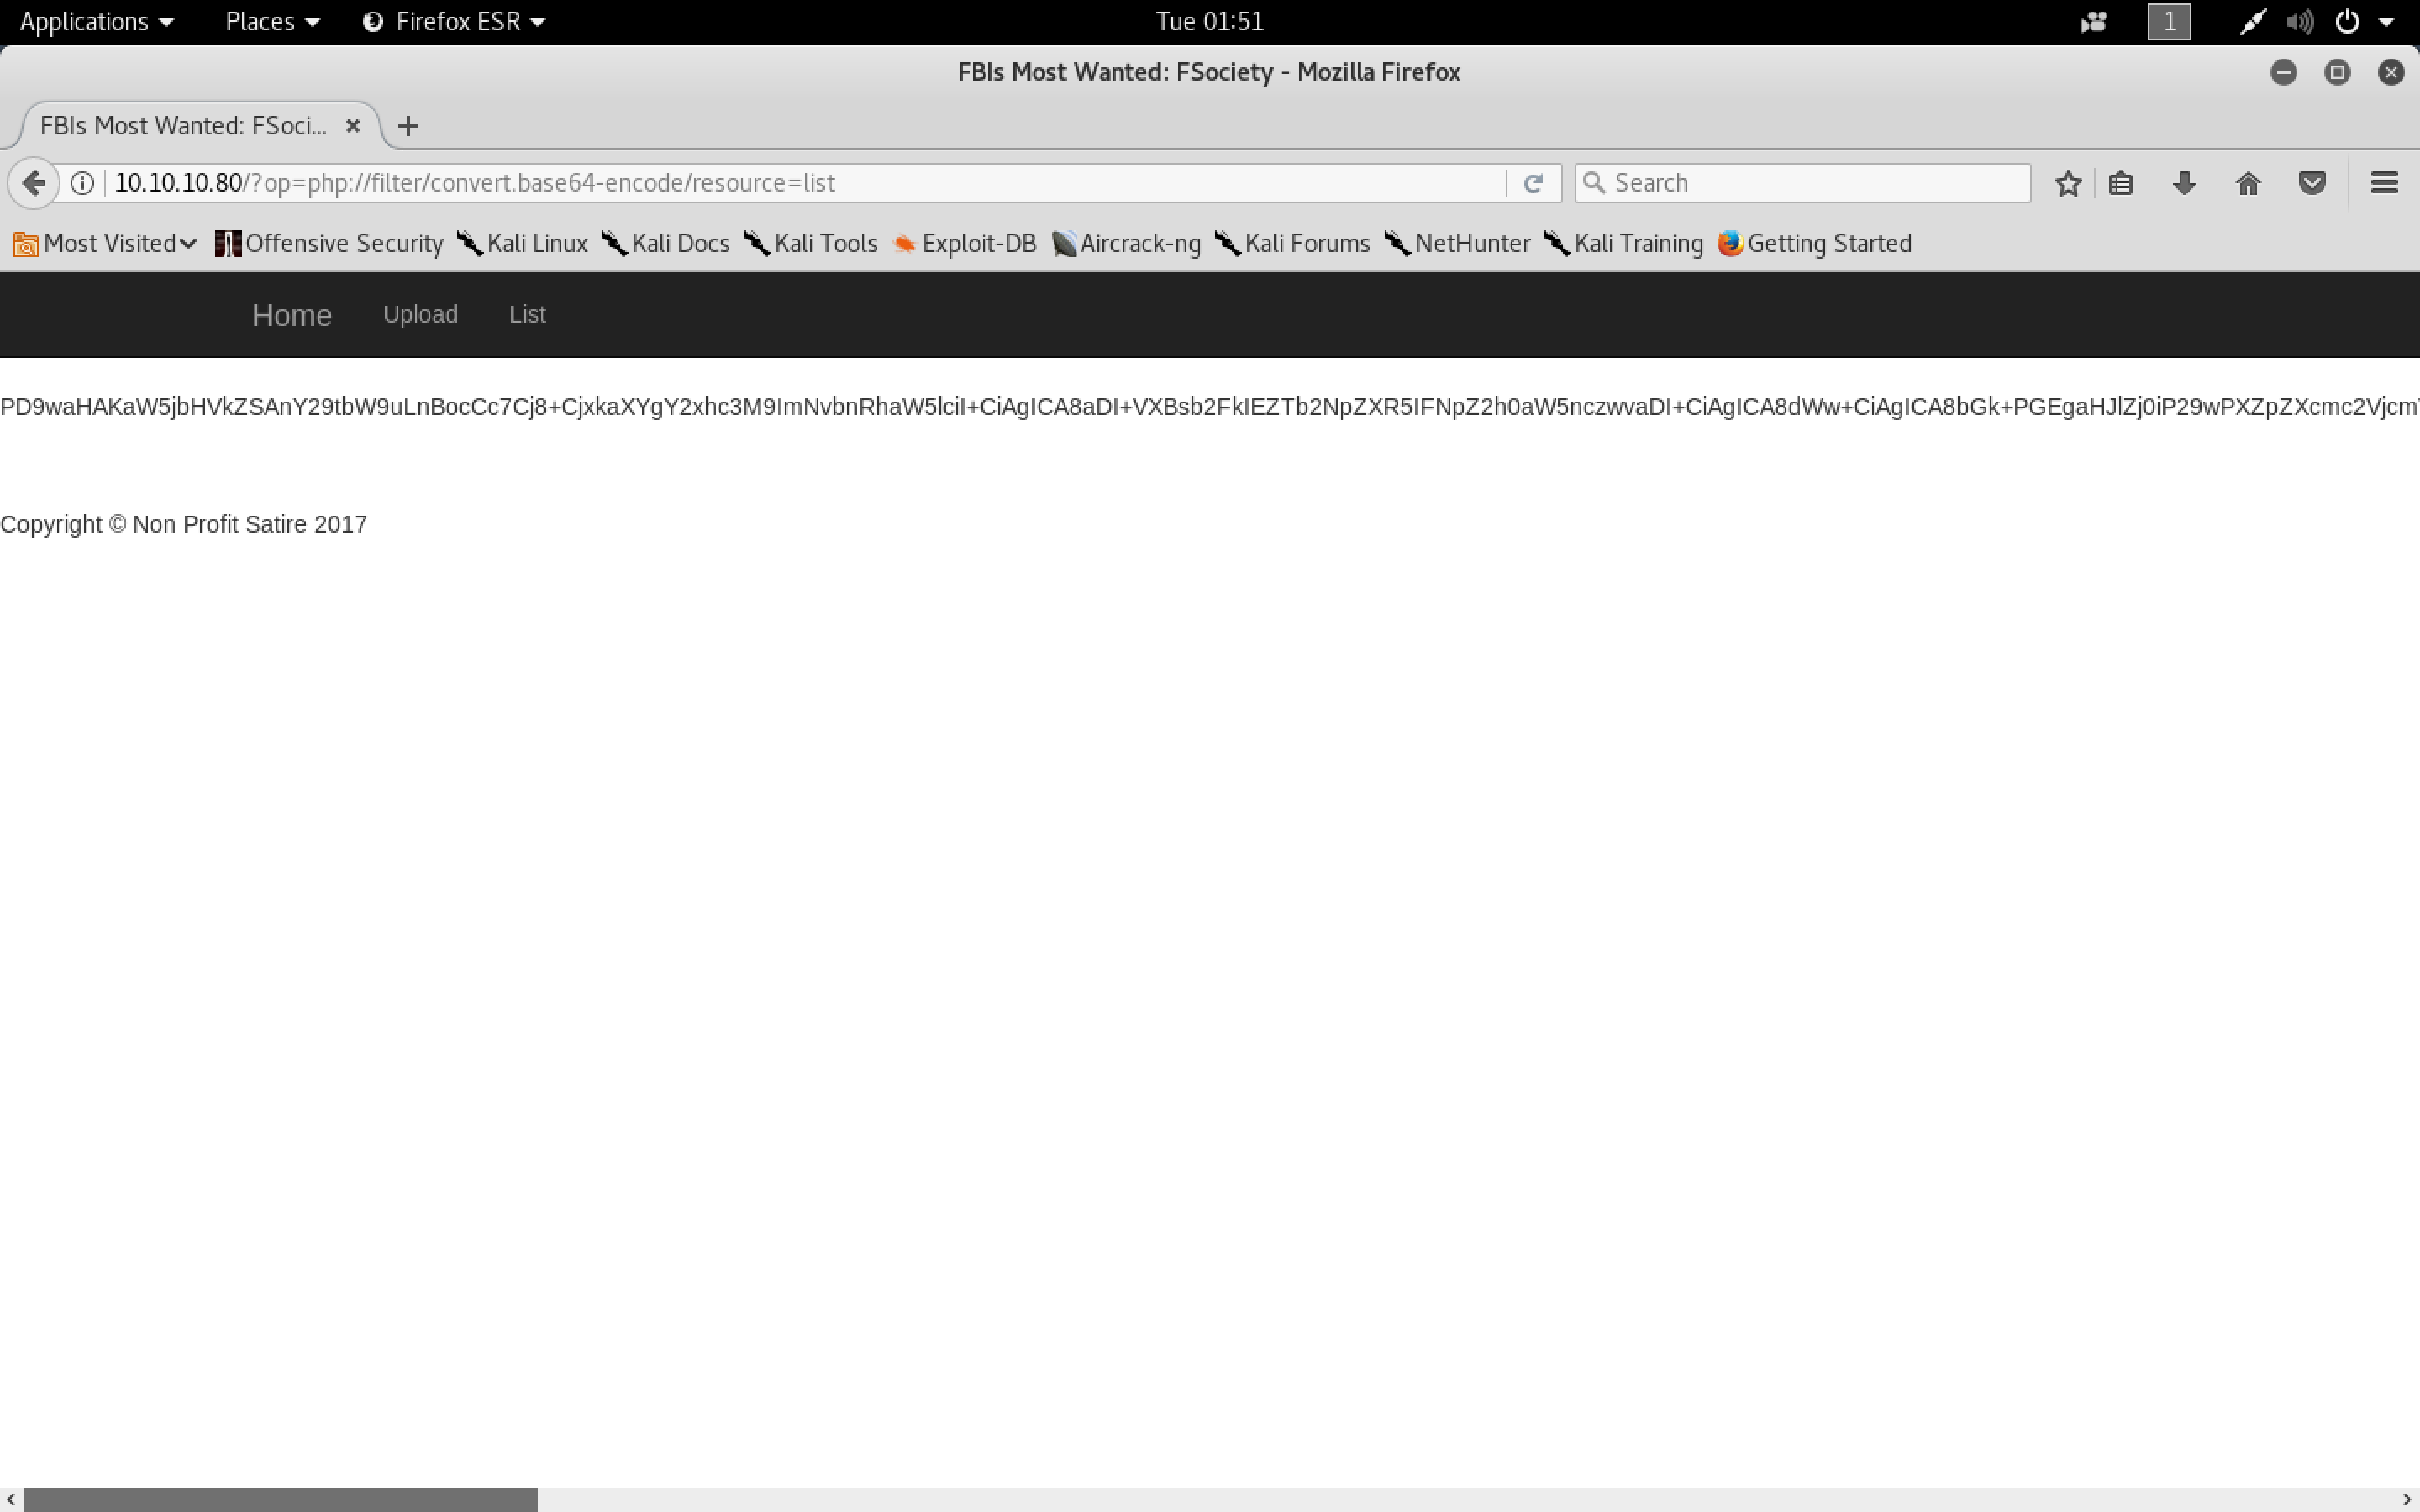 Applications Places Firefox ESR Tue 01:51 1
FBIs Most Wanted: FSociety - Mozilla Firefox
FBIs Most Wanted: FSoci...
10.10.10.80/?op=php://filter/convert.base64-encode/resource=list Search
Most Visited Offensive Security Kali Linux Kali Docs Kali Tools Exploit-DB Aircrack-ng Kali Forums NetHunter Kali Training Getting Started
Home Upload List
PD9waHAKaW5jbHVkZSAnY29tbW9uLnBocCc7Cj8+CjxkaXYgY2xhc3M9ImNvbnRhaW5lciI+CiAgICA8aDI+VXBsb2FkIEZTb2NpZXR5IFNpZ2h0aW5nczwvaDI+CiAgICA8dWw+CiAgICA8bGk+PGEgaHJlZj0iP29wPXZpZXcmc2Vjcm
Copyright © Non Profit Satire 2017